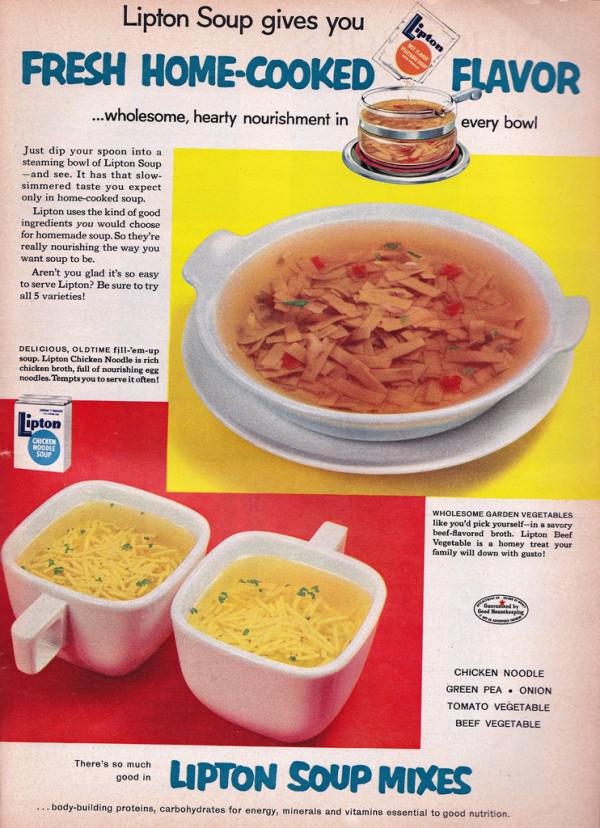 Lipton Soup gives you
FRESH HOME-COOKED FLAVOR
...wholesome, hearty nourishment in every bowl
Lipton
BEEF FLAVOR
VEGETABLE SOUP
Just dip your spoon into a
steaming bowl of Lipton Soup
—and see. It has that slow-
simmered taste you expect
only in home-cooked soup.
Lipton uses the kind of good
ingredients you would choose
for homemade soup. So they're
really nourishing the way you
want soup to be.
Aren't you glad it's so easy
to serve Lipton? Be sure to try
all 5 varieties!
DELICIOUS, OLDTIME fill-'em-up
soup. Lipton Chicken Noodle is rich
chicken broth, full of nourishing egg
noodles. Tempts you to serve it often!
Lipton
CHICKEN
NOODLE
SOUP
WHOLESOME GARDEN VEGETABLES
like you'd pick yourself—in a savory
beef-flavored broth. Lipton Beef
Vegetable is a homey treat your
family will down with gusto!
Guaranteed by
Good Housekeeping
CHICKEN NOODLE
GREEN PEA • ONION
TOMATO VEGETABLE
BEEF VEGETABLE
There's so much
good in
LIPTON SOUP MIXES
...body-building proteins, carbohydrates for energy, minerals and vitamins essential to good nutrition.